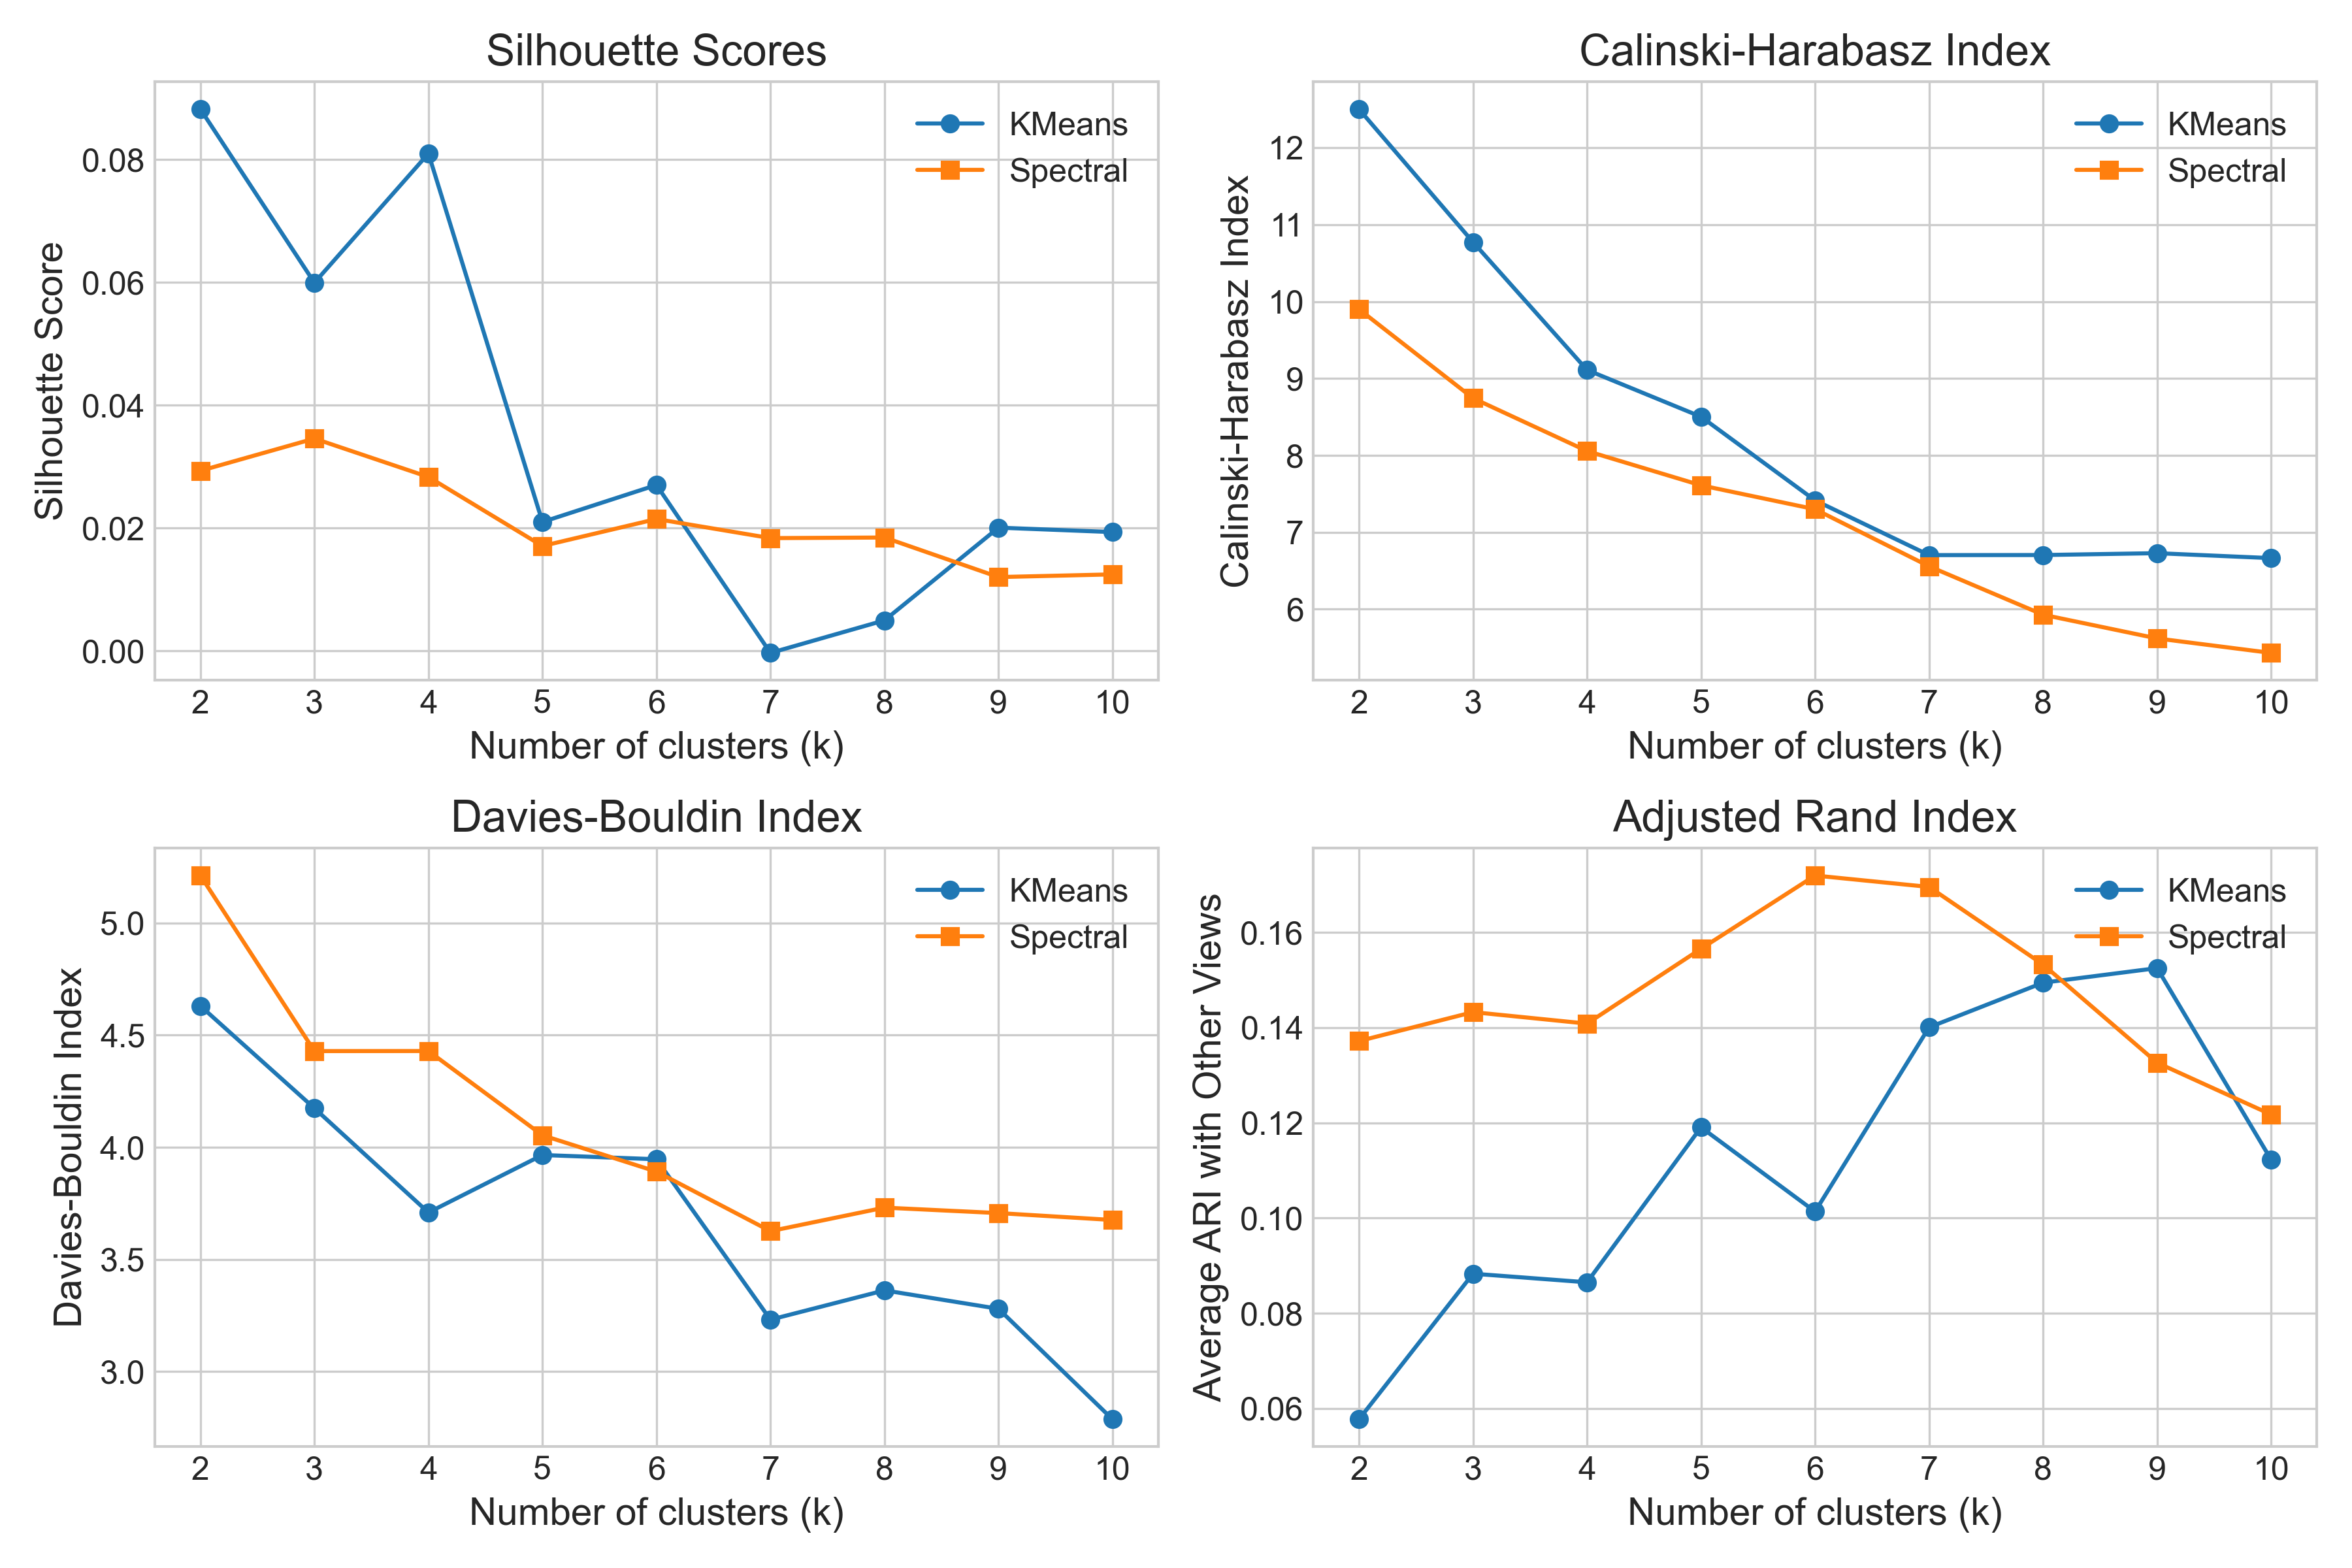 Silhouette Scores
Silhouette Score
0.08
0.06
0.04
0.02
0.00
KMeans
Spectral
2 3 4 5 6 7 8 9 10
Number of clusters (k)
Calinski-Harabasz Index
Calinski-Harabasz Index
12
11
10
9
8
7
6
KMeans
Spectral
2 3 4 5 6 7 8 9 10
Number of clusters (k)
Davies-Bouldin Index
Davies-Bouldin Index
5.0
4.5
4.0
3.5
3.0
KMeans
Spectral
2 3 4 5 6 7 8 9 10
Number of clusters (k)
Adjusted Rand Index
Average ARI with Other Views
0.16
0.14
0.12
0.10
0.08
0.06
KMeans
Spectral
2 3 4 5 6 7 8 9 10
Number of clusters (k)